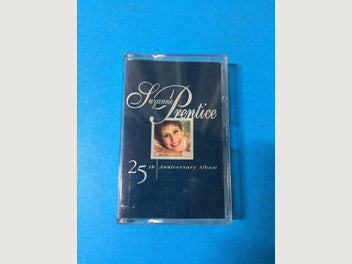 Suzanne
Prentice
25th Anniversary Album